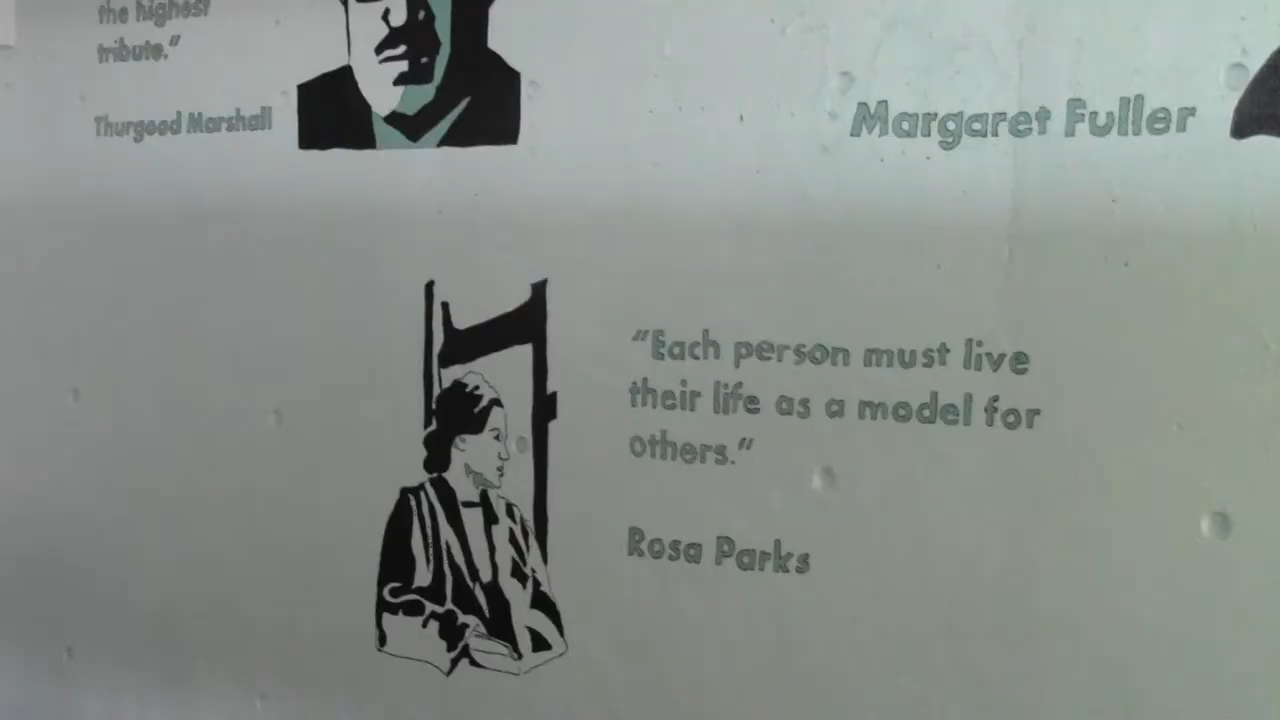 the highest
tribute."
Thurgood Marshall
Margaret Fuller
"Each person must live
their life as a model for
others."
Rosa Parks